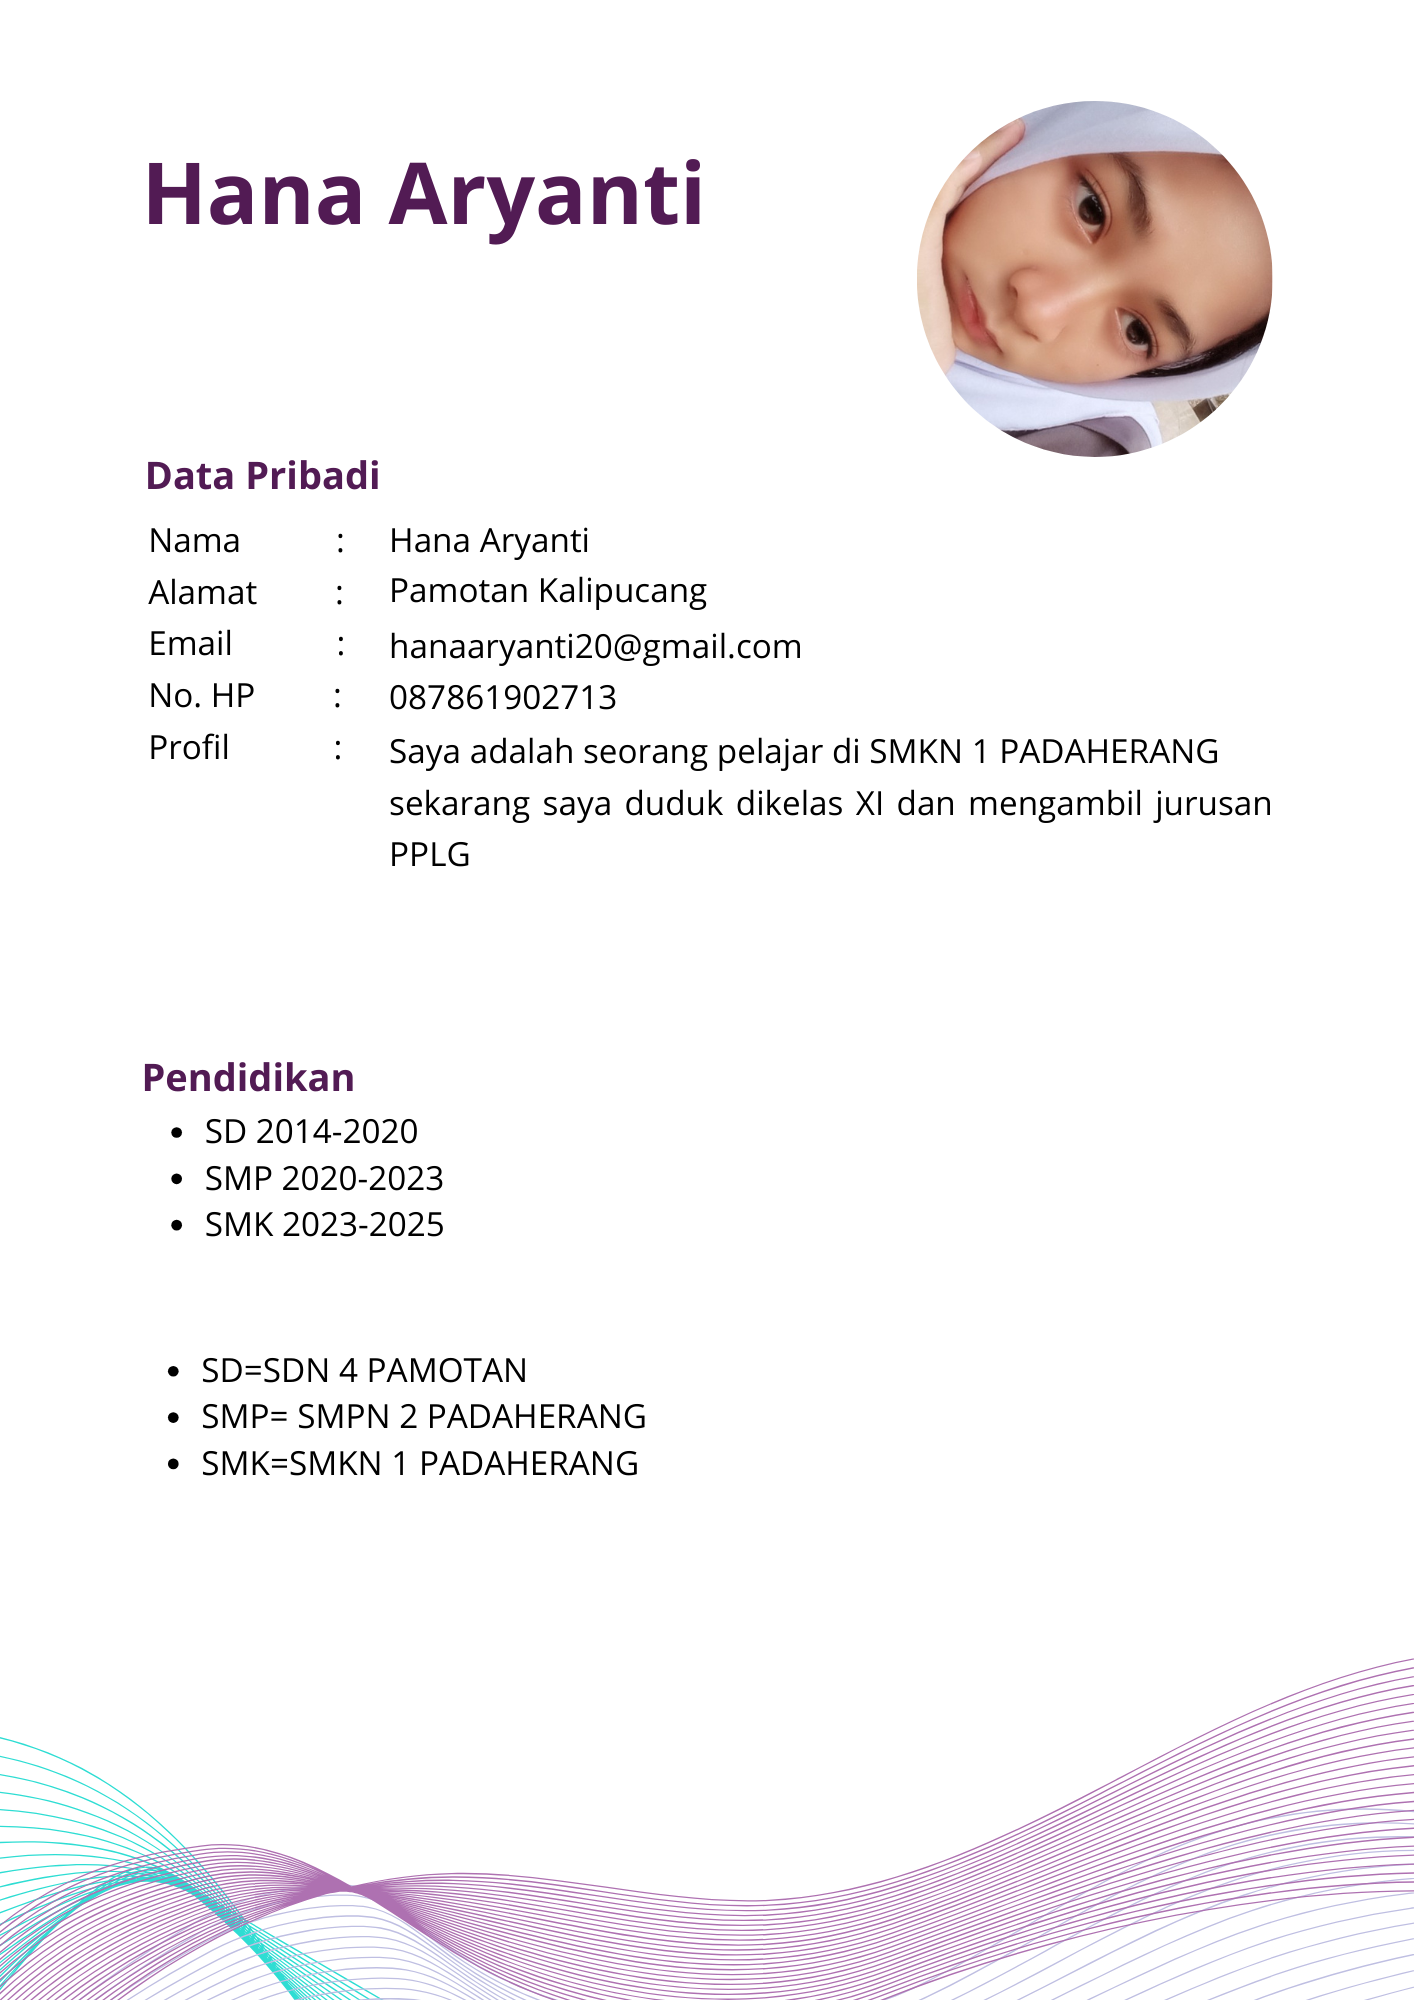 Hana Aryanti
Data Pribadi
Nama : Hana Aryanti
Alamat : Pamotan Kalipucang
Email : hanaaryanti20@gmail.com
No. HP : 087861902713
Profil : Saya adalah seorang pelajar di SMKN 1 PADAHERANG
sekarang saya duduk dikelas XI dan mengambil jurusan
PPLG
Pendidikan
• SD 2014-2020
• SMP 2020-2023
• SMK 2023-2025
• SD=SDN 4 PAMOTAN
• SMP= SMPN 2 PADAHERANG
• SMK=SMKN 1 PADAHERANG